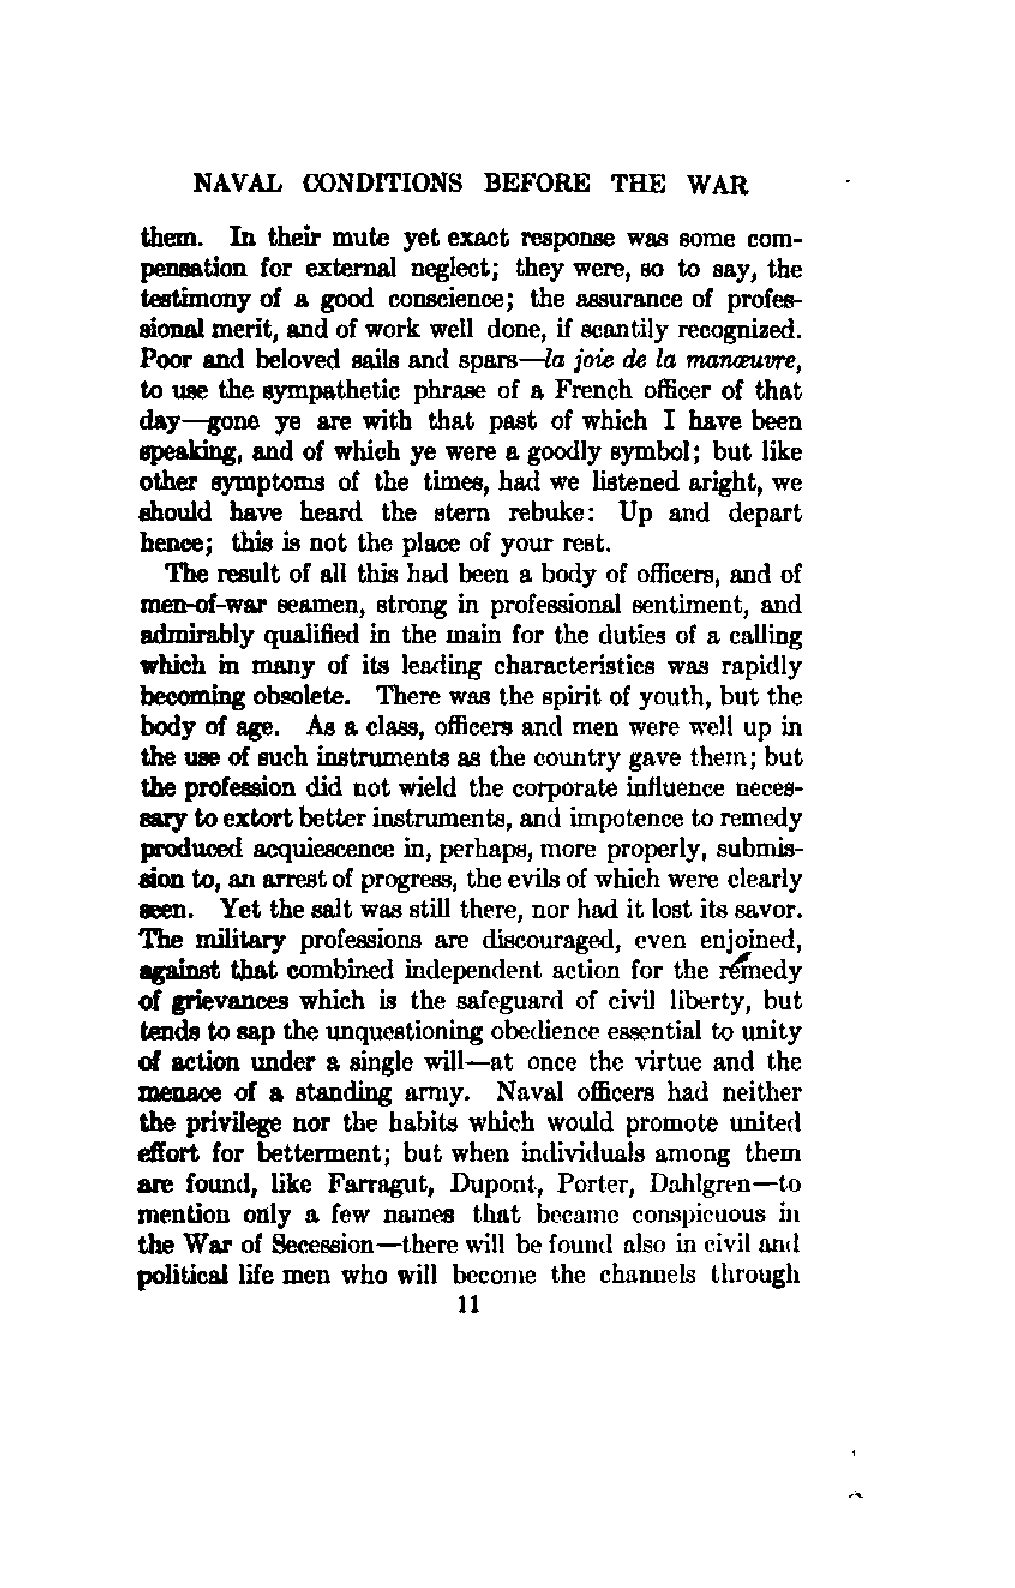 NAVAL CONDITIONS BEFORE THE WAR
them. In their mute yet exact response was some com-
pensation for external neglect; they were, so to say, the
testimony of a good conscience; the assurance of profes-
sional merit, and of work well done, if scantily recognized.
Poor and beloved sails and spars—la joie de la manœuvre,
to use the sympathetic phrase of a French officer of that
day—gone ye are with that past of which I have been
speaking, and of which ye were a goodly symbol; but like
other symptoms of the times, had we listened aright, we
should have heard the stern rebuke: Up and depart
hence; this is not the place of your rest.
The result of all this had been a body of officers, and of
men-of-war seamen, strong in professional sentiment, and
admirably qualified in the main for the duties of a calling
which in many of its leading characteristics was rapidly
becoming obsolete. There was the spirit of youth, but the
body of age. As a class, officers and men were well up in
the use of such instruments as the country gave them; but
the profession did not wield the corporate influence neces-
sary to extort better instruments, and impotence to remedy
produced acquiescence in, perhaps, more properly, submis-
sion to, an arrest of progress, the evils of which were clearly
seen. Yet the salt was still there, nor had it lost its savor.
The military professions are discouraged, even enjoined,
against that combined independent action for the remedy
of grievances which is the safeguard of civil liberty, but
tends to sap the unquestioning obedience essential to unity
of action under a single will—at once the virtue and the
menace of a standing army. Naval officers had neither
the privilege nor the habits which would promote united
effort for betterment; but when individuals among them
are found, like Farragut, Dupont, Porter, Dahlgren—to
mention only a few names that became conspicuous in
the War of Secession—there will be found also in civil and
political life men who will become the channels through
11